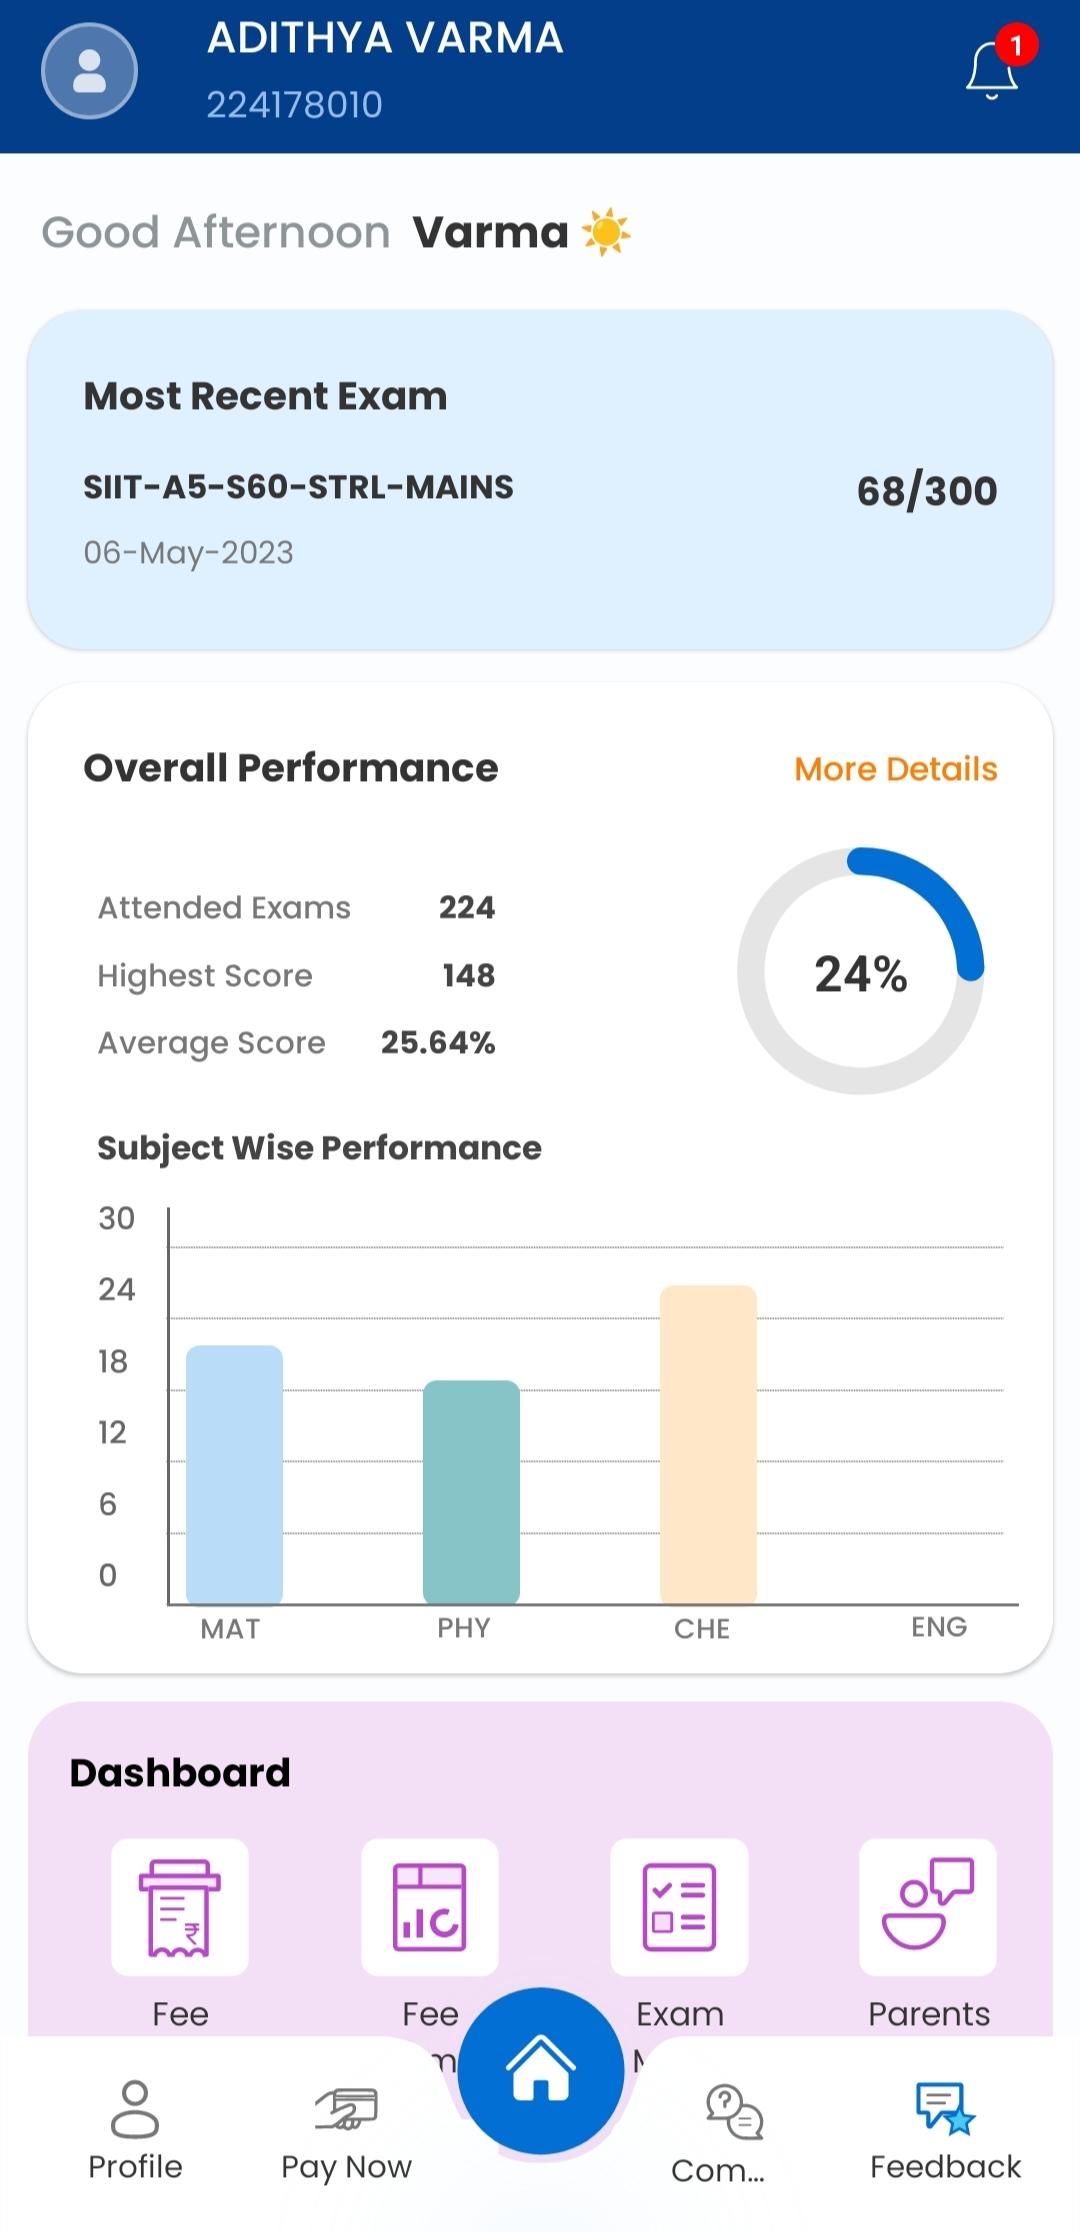 ADITHYA VARMA
224178010
1
Good Afternoon Varma
Most Recent Exam
SIIT-A5-S60-STRL-MAINS
68/300
06-May-2023
Overall Performance
More Details
Attended Exams 224
Highest Score 148
Average Score 25.64%
24%
Subject Wise Performance
30
24
18
12
6
0
MAT PHY CHE ENG
Dashboard
₹
Fee Fee Exam Parents
Profile Pay Now Com... Feedback